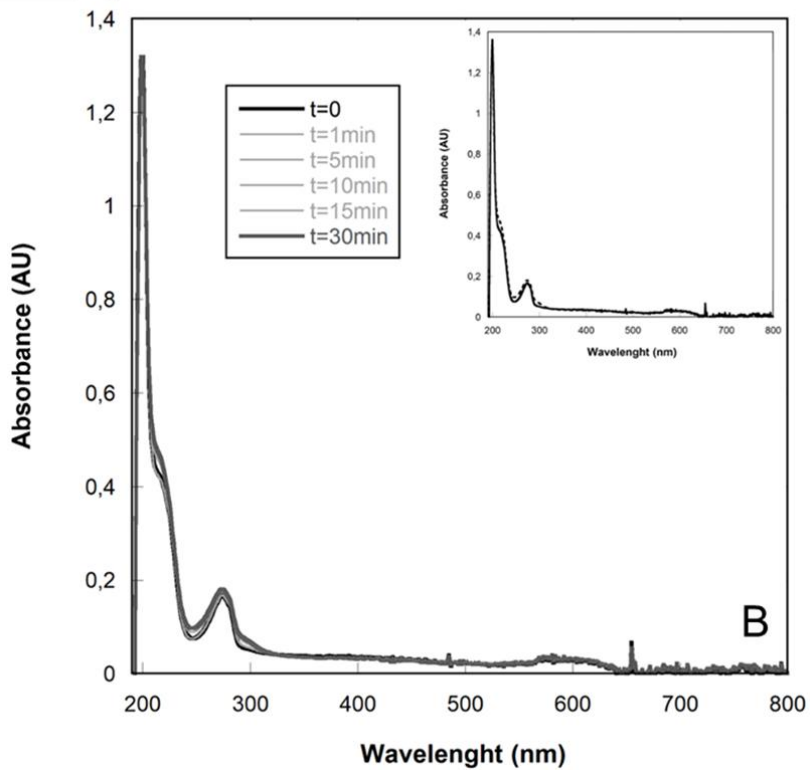 1,4
1,2
1
0,8
0,6
0,4
0,2
0
Absorbance (AU)
200 300 400 500 600 700 800
Wavelenght (nm)
t=0
t=1min
t=5min
t=10min
t=15min
t=30min
B
1,4
1,2
1
0,8
0,6
0,4
0,2
0
Absorbance (AU)
200 300 400 500 600 700 800
Wavelenght (nm)